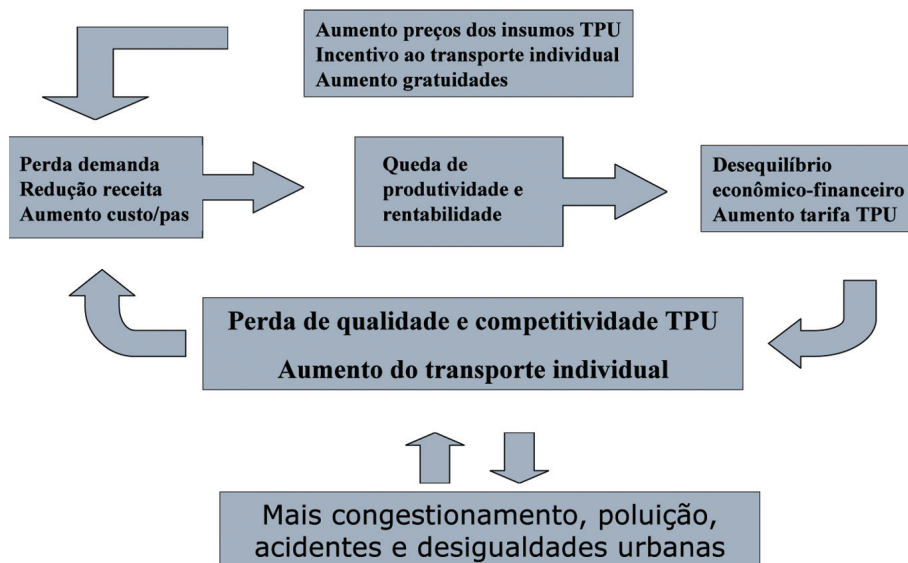 Aumento preços dos insumos TPU
Incentivo ao transporte individual
Aumento gratuidades
Perda demanda
Redução receita
Aumento custo/pas
Queda de
produtividade e
rentabilidade
Desequilíbrio
econômico-financeiro
Aumento tarifa TPU
Perda de qualidade e competitividade TPU
Aumento do transporte individual
Mais congestionamento, poluição,
acidentes e desigualdades urbanas